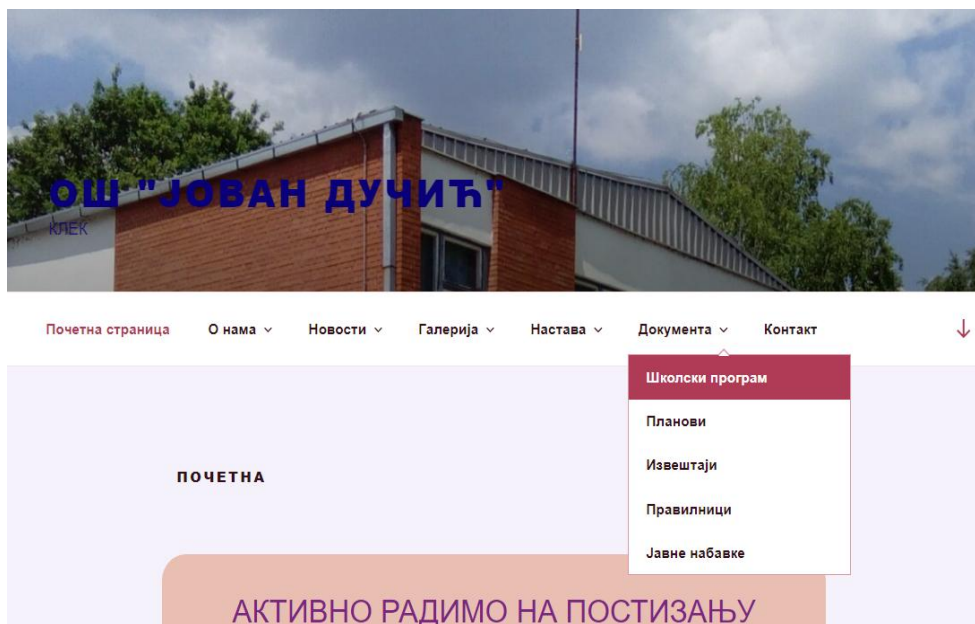 ОШ "ЈОВАН ДУЧИЋ"
КЛЕК
Почетна страница О нама Новости Галерија Настава Документа Контакт
Школски програм
Планови
Извештаји
Правилници
Јавне набавке
ПОЧЕТНА
АКТИВНО РАДИМО НА ПОСТИЗАЊУ